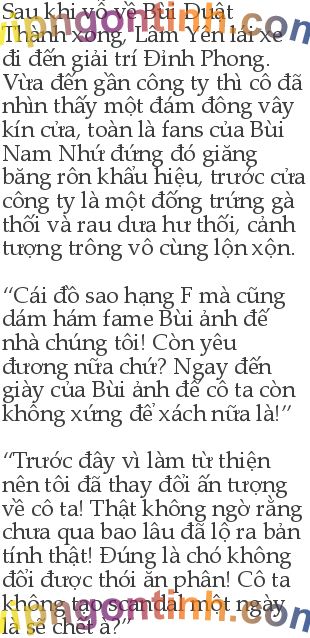 Sau khi vỗ về Bùi Nhật
Thành xong, Lâm Yên lái xe
đi đến giải trí Đỉnh Phong.
Vừa đến gần công ty thì cô đã
nhìn thấy một đám đông vây
kín cửa, toàn là fans của Bùi
Nam Nhứ đứng đó giăng
băng rôn khẩu hiệu, trước cửa
công ty là một đống trứng gà
thối và rau dưa hư thối, cảnh
tượng trông vô cùng lộn xộn.

“Cái đồ sao hạng F mà cũng
dám hám fame Bùi ảnh đế
nhà chúng tôi! Còn yêu
đương nữa chứ? Ngay đến
giày của Bùi ảnh đế cô ta còn
không xứng để xách nữa là!”

“Trước đây vì làm từ thiện
nên tôi đã thay đổi ấn tượng
về cô ta! Thật không ngờ rằng
chưa qua bao lâu đã lộ ra bản
tính thật! Đúng là chó không
đổi được thói ăn phân! Cô ta
không tạo scandal một ngày
là sẽ chết à?”